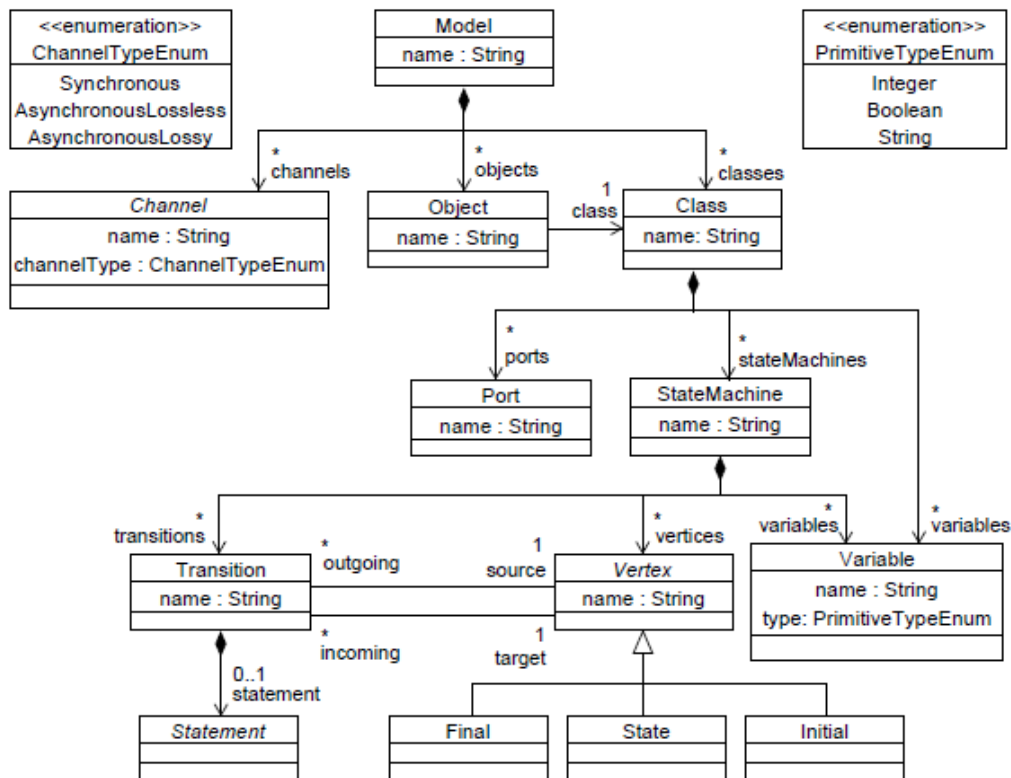 <<enumeration>>
ChannelTypeEnum
Synchronous
AsynchronousLossless
AsynchronousLossy
Model
name : String
<<enumeration>>
PrimitiveTypeEnum
Integer
Boolean
String
*
channels
*
objects
*
classes
Channel
name : String
channelType : ChannelTypeEnum
Object
name : String
1
class
Class
name: String
*
ports
*
stateMachines
Port
name : String
StateMachine
name : String
*
transitions
*
vertices
*
variables
*
variables
Transition
name : String
*
outgoing
1
source
*
incoming
1
target
Vertex
name : String
Variable
name : String
type: PrimitiveTypeEnum
0..1
statement
Statement
Final
State
Initial